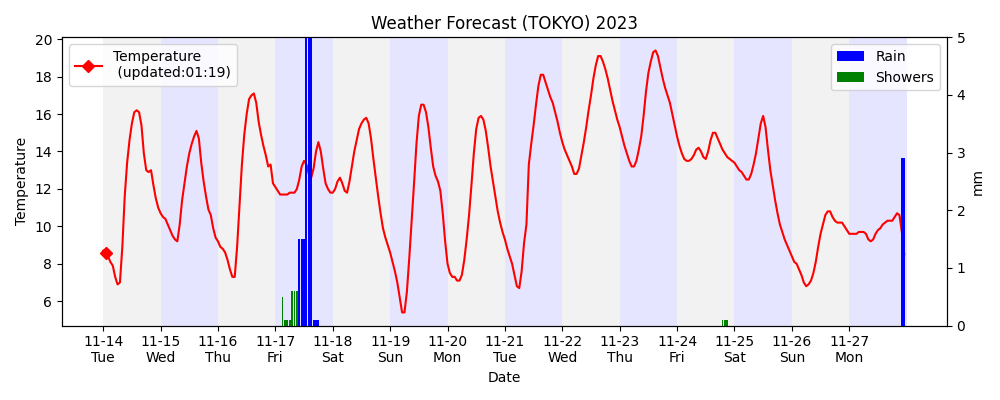 Weather Forecast (TOKYO) 2023
Temperature
(updated:01:19)
Rain
Showers
Temperature
20
18
16
14
12
10
8
6
5
4
3
2
1
0
mm
11-14 11-15 11-16 11-17 11-18 11-19 11-20 11-21 11-22 11-23 11-24 11-25 11-26 11-27
Tue Wed Thu Fri Sat Sun Mon Tue Wed Thu Fri Sat Sun Mon
Date